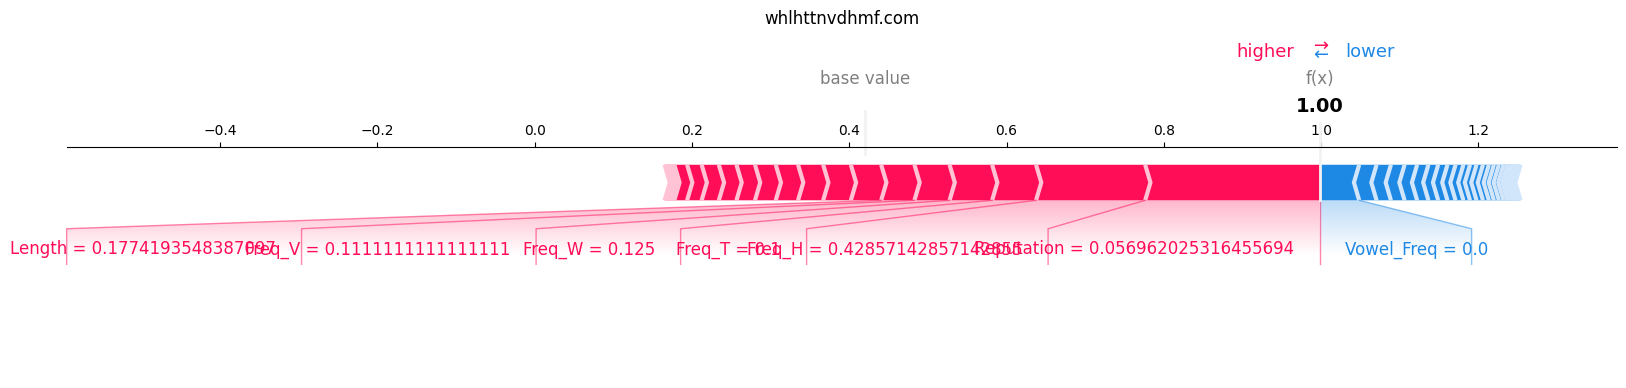 whlhttnvdhmf.com
higher ⇄ lower
base value
f(x)
1.00
−0.4 −0.2 0.0 0.2 0.4 0.6 0.8 1.0 1.2
Length = 0.1774193548387097 Freq_V = 0.1111111111111111 Freq_W = 0.125 Freq_T = 0.1 Freq_H = 0.42857142857142855 Reputation = 0.056962025316455694 Vowel_Freq = 0.0